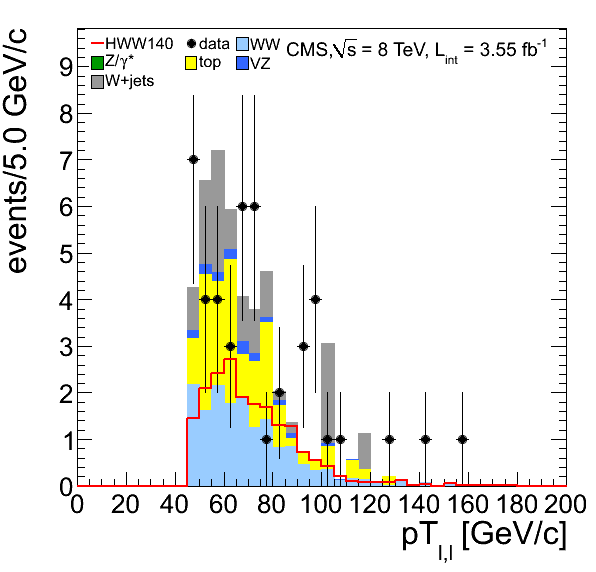 HWW140 data WW CMS,√s = 8 TeV, L_int = 3.55 fb⁻¹
Z/γ* top VZ
W+jets
events/5.0 GeV/c
9
8
7
6
5
4
3
2
1
0
0 20 40 60 80 100 120 140 160 180 200
pT_l,l [GeV/c]